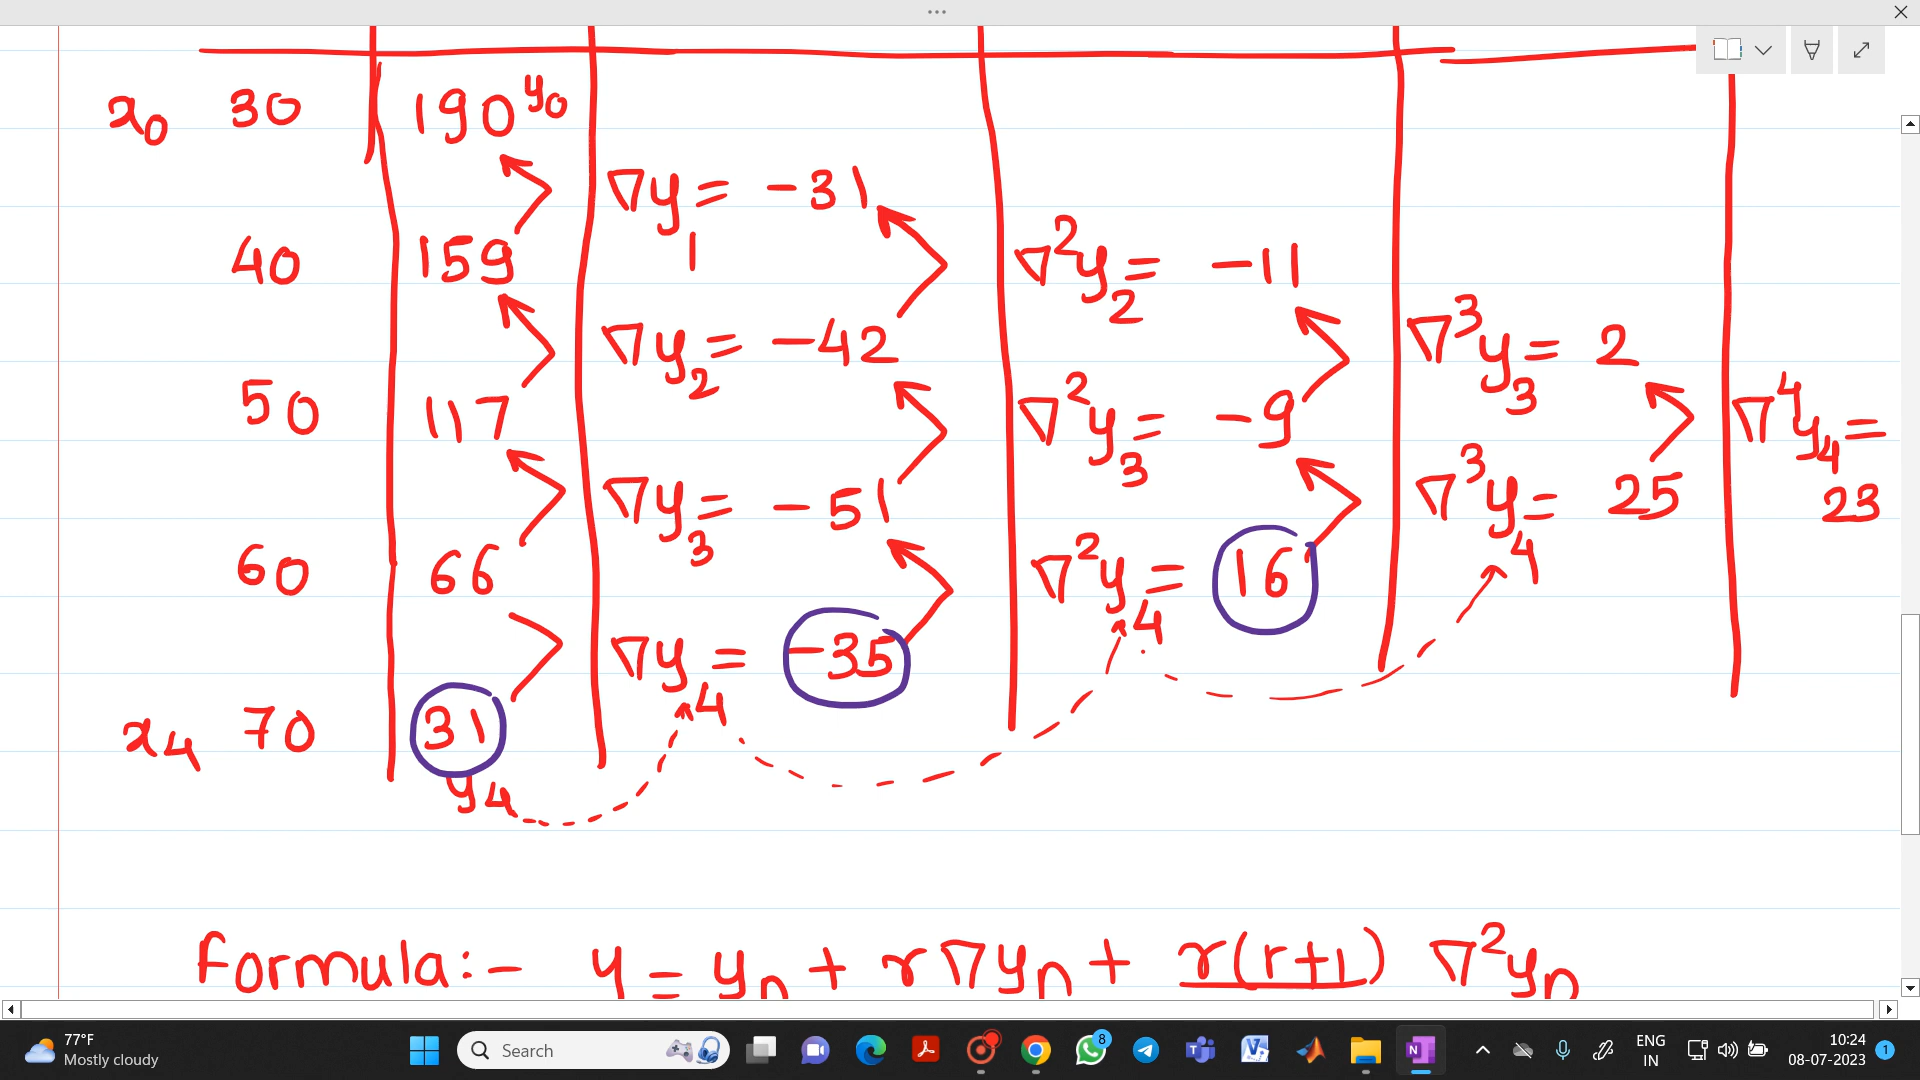 x₀ 30 190 y₀
∇y₁ = -31
40 159 ∇²y₂ = -11
∇y₂ = -42 ∇³y₃ = 2
50 117 ∇²y₃ = -9 ∇⁴y₄ = 23
∇y₃ = -51 ∇³y₄ = 25
60 66 ∇²y₄ = 16
∇y₄ = -35
x₄ 70 31
y₄
formula:- y = yₙ + r∇yₙ + r(r+1) ∇²yₙ
77°F
Mostly cloudy
Search
8
ENG
IN
10:24
08-07-2023
1